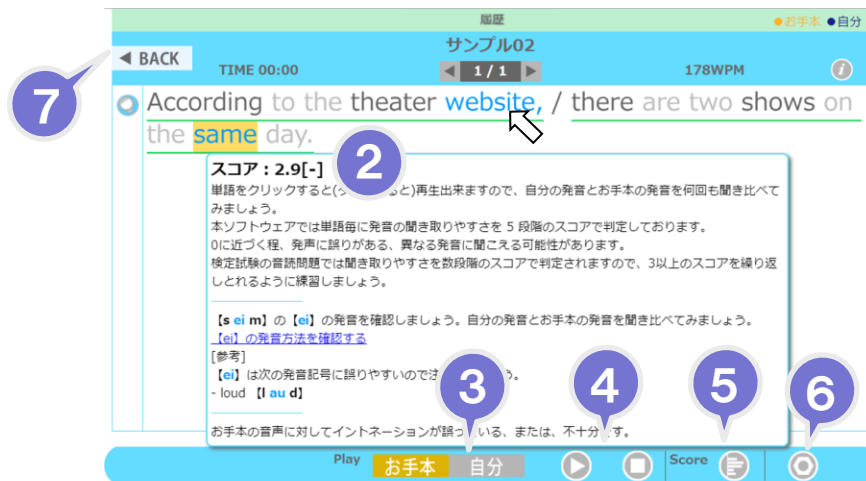 履歴
●お手本 ●自分
◀ BACK
サンプル02
TIME 00:00
◀ 1 / 1 ▶
178WPM
i
7
According to the theater website, / there are two shows on
the same day.
2
スコア：2.9[-]
単語をクリックすると( すると)再生出来ますので、自分の発音とお手本の発音を何回も聞き比べて
みましょう。
本ソフトウェアでは単語毎に発音の聞き取りやすさを 5 段階のスコアで判定しております。
0に近づく程、発声に誤りがある、異なる発音に聞こえる可能性があります。
検定試験の音読問題では聞き取りやすさを数段階のスコアで判定されますので、3以上のスコアを繰り返
しとれるように練習しましょう。
【s ei m】の【ei】の発音を確認しましょう。自分の発音とお手本の発音を聞き比べてみましょう。
【ei】の発音方法を確認する
[参考]
【ei】は次の発音記号に誤りやすいので う。
- loud 【l au d】
お手本の音声に対してイントネーションが誤っている、または、不十分です。
3
4
5
6
Play
お手本 自分
Score